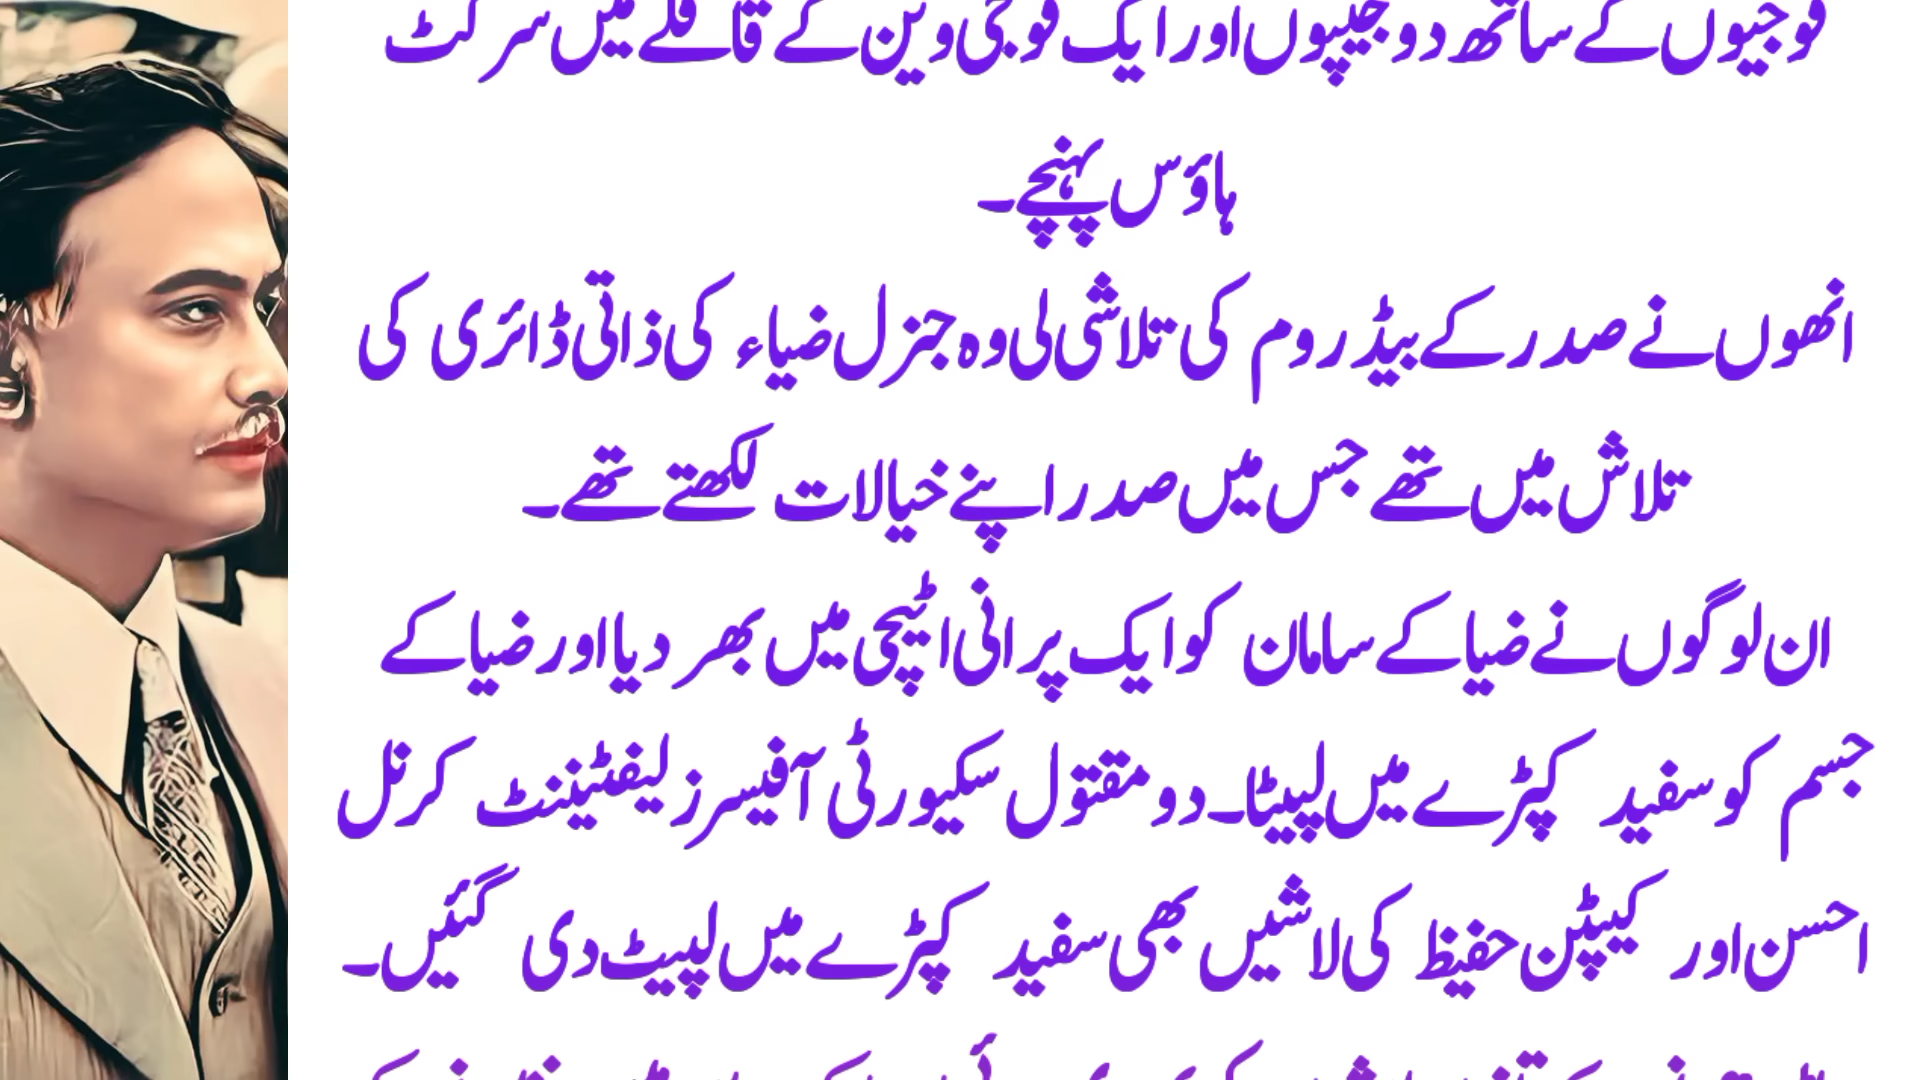 فوجیوں کے ساتھ دو جیپوں اور ایک فوجی وین کے قافلے میں سرکٹ
ہاؤس پہنچے۔
انھوں نے صدر کے بیڈ روم کی تلاشی لی وہ جنرل ضیاء کی ذاتی ڈائری کی
تلاش میں تھے جس میں صدر اپنے خیالات لکھتے تھے۔
ان لوگوں نے ضیا کے سامان کو ایک پرانی اٹیچی میں بھر دیا اور ضیا کے
جسم کو سفید کپڑے میں لپیٹا۔ دو مقتول سکیورٹی آفیسرز لیفٹیننٹ کرنل
احسن اور کیپٹن حفیظ کی لاشیں بھی سفید کپڑے میں لپیٹ دی گئیں۔